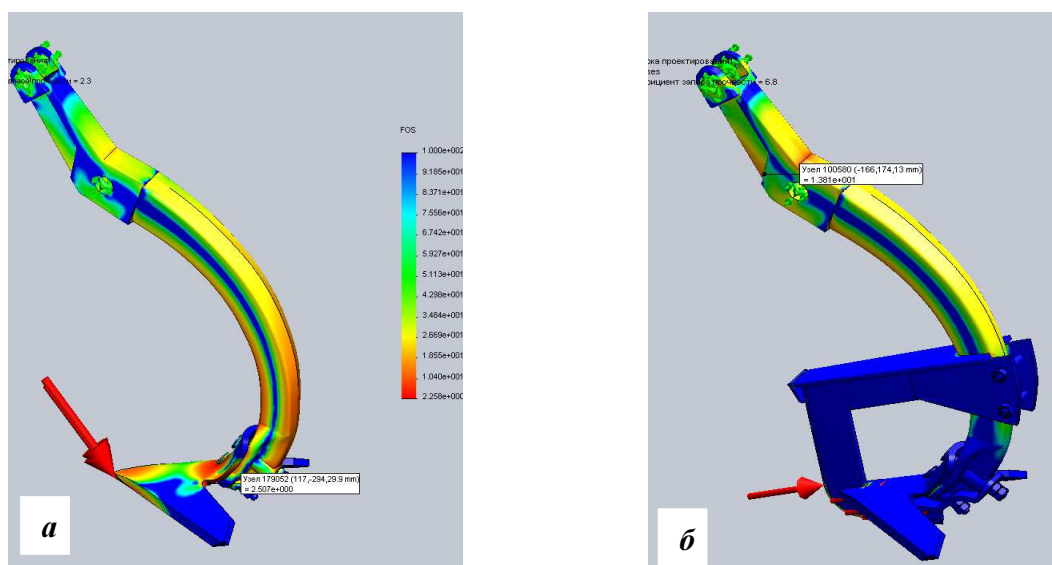 = 2.3
FOS
1.000e+002
9.185e+001
8.371e+001
7.556e+001
6.742e+001
5.927e+001
5.113e+001
4.298e+001
3.484e+001
2.669e+001
1.855e+001
1.040e+001
2.258e+000
Узел 179052 (117,-294,29.9 mm)
= 2.507e+000
а
проектирования)
запаса прочности = 6.8
Узел 100580 (-166,174,13 mm)
= 1.381e+001
б